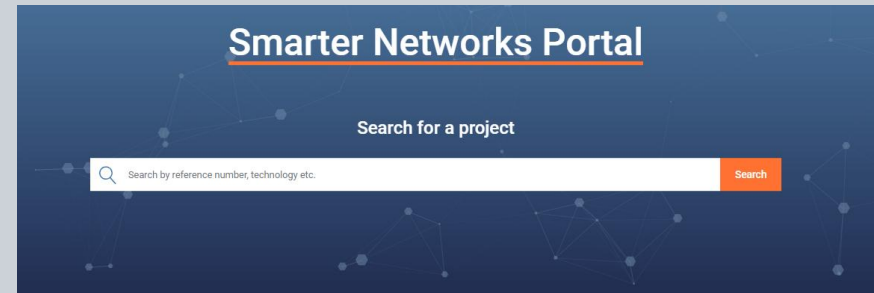 Smarter Networks Portal
Search for a project
Search by reference number, technology etc.
Search